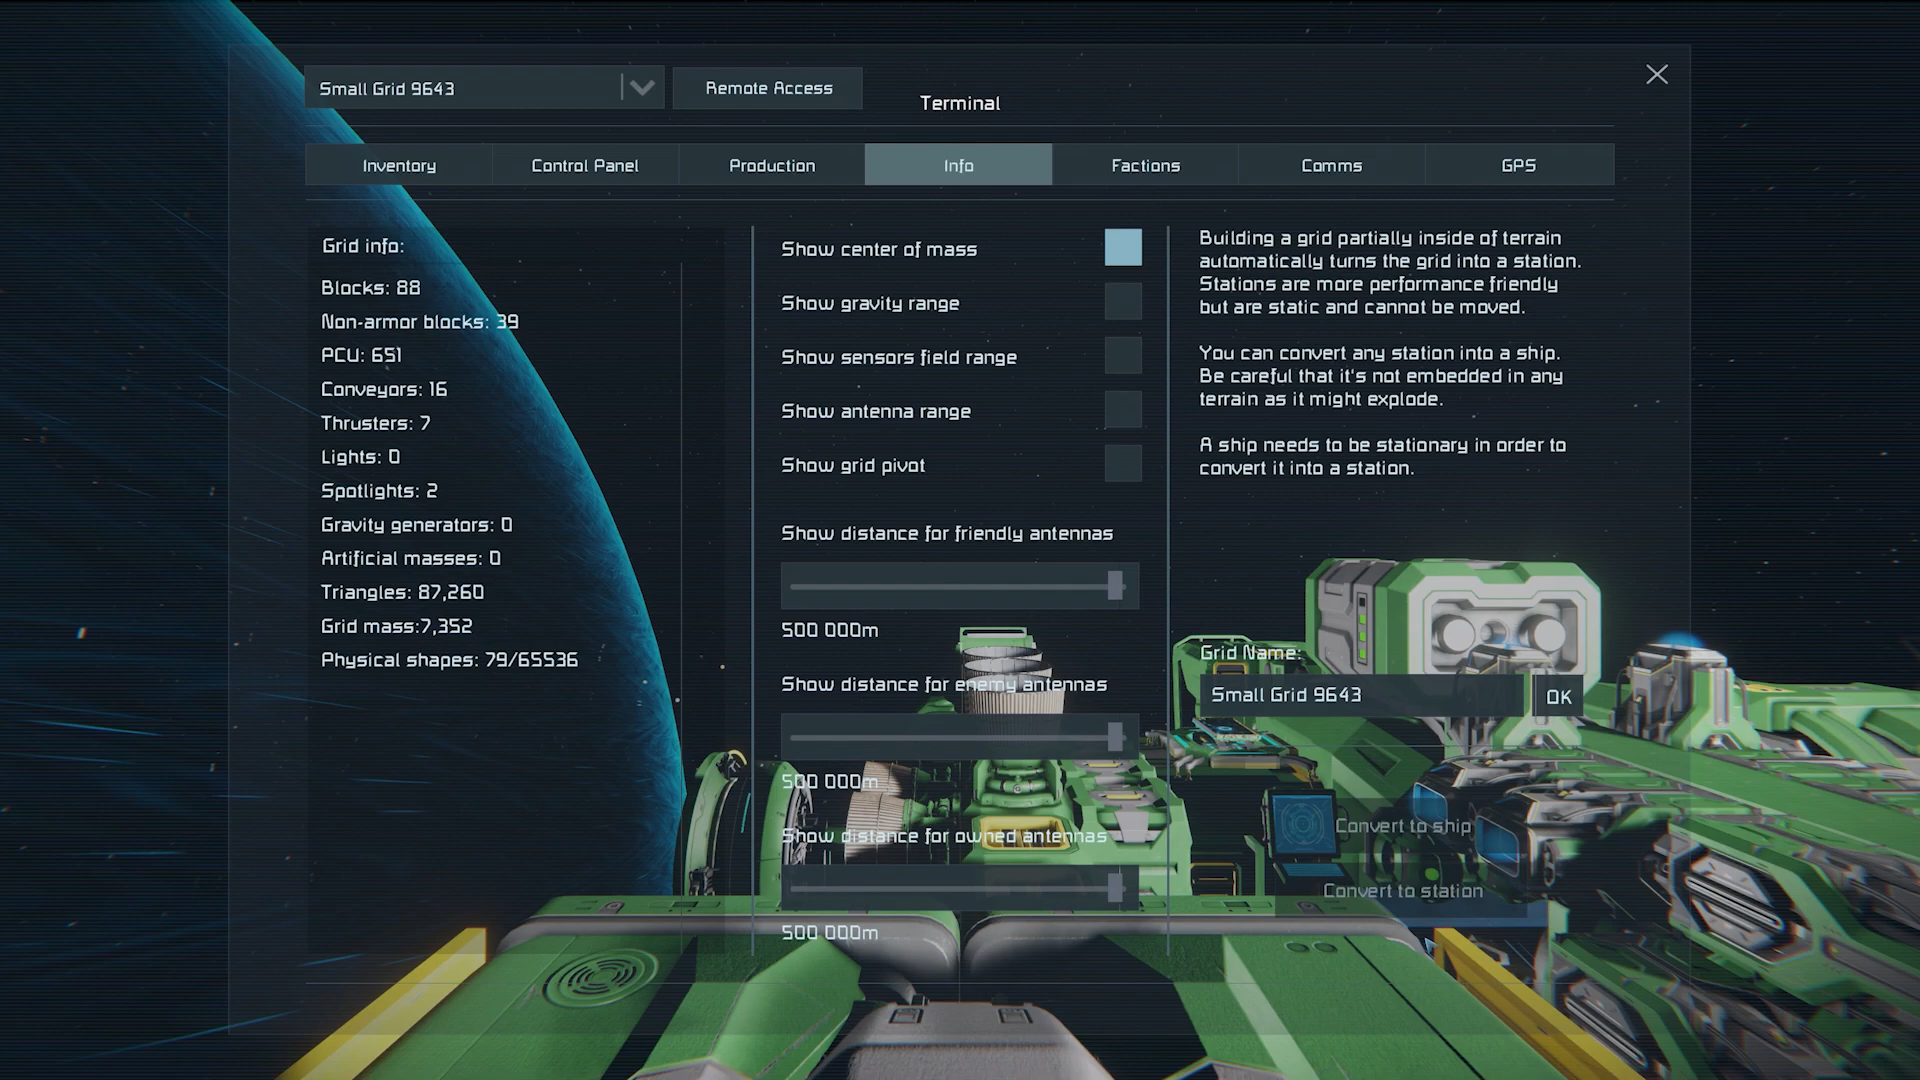 Small Grid 9643
Remote Access
Terminal
Inventory
Control Panel
Production
Info
Factions
Comms
GPS
Grid info:
Blocks: 88
Non-armor blocks: 39
PCU: 651
Conveyors: 16
Thrusters: 7
Lights: 0
Spotlights: 2
Gravity generators: 0
Artificial masses: 0
Triangles: 87,260
Grid mass:7,352
Physical shapes: 79/65536
Show center of mass
Show gravity range
Show sensors field range
Show antenna range
Show grid pivot
Show distance for friendly antennas
500 000m
Show distance for enemy antennas
500 000m
Show distance for owned antennas
500 000m
Building a grid partially inside of terrain
automatically turns the grid into a station.
Stations are more performance friendly
but are static and cannot be moved.
You can convert any station into a ship.
Be careful that it's not embedded in any
terrain as it might explode.
A ship needs to be stationary in order to
convert it into a station.
Grid Name:
Small Grid 9643
OK
Convert to ship
Convert to station